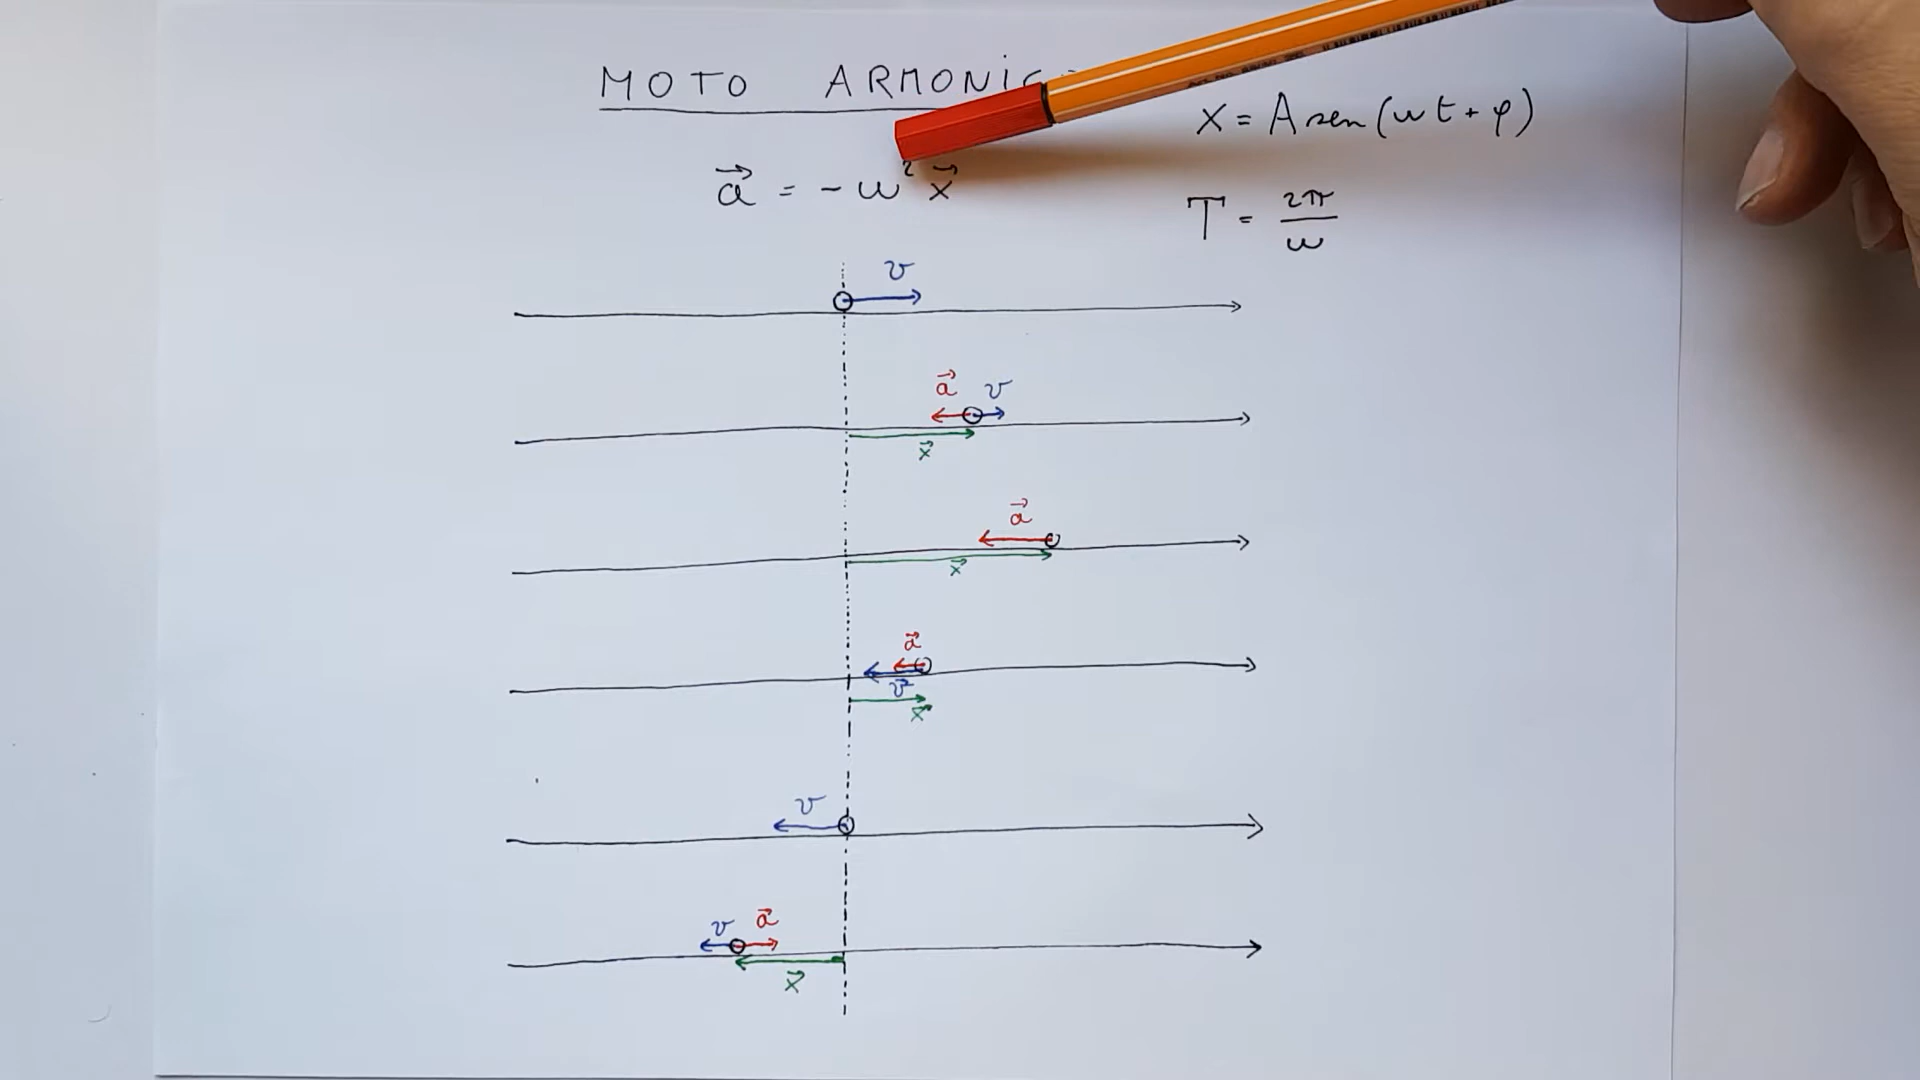 MOTO ARMONIC
x = A sen (ωt + φ)
a⃗ = - ω² x⃗
T = 2π/ω
v
a⃗ v
x⃗
a⃗
x⃗
a⃗
v⃗
x⃗
v
v a⃗
x⃗